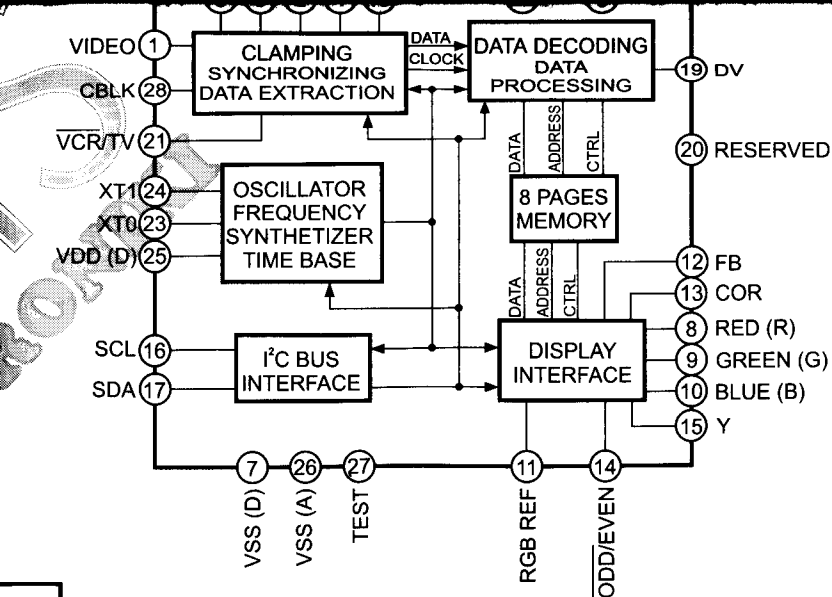 VIDEO 1
CBLK 28
VCR/TV 21
XT1 24
XT0 23
VDD (D) 25
SCL 16
SDA 17
CLAMPING
SYNCHRONIZING
DATA EXTRACTION
DATA
CLOCK
DATA DECODING
DATA
PROCESSING
19 DV
20 RESERVED
DATA
ADDRESS
CTRL
8 PAGES
MEMORY
OSCILLATOR
FREQUENCY
SYNTHETIZER
TIME BASE
DATA
ADDRESS
CTRL
12 FB
13 COR
8 RED (R)
9 GREEN (G)
10 BLUE (B)
15 Y
I²C BUS
INTERFACE
DISPLAY
INTERFACE
7 VSS (D)
26 VSS (A)
27 TEST
11 RGB REF
14 ODD/EVEN